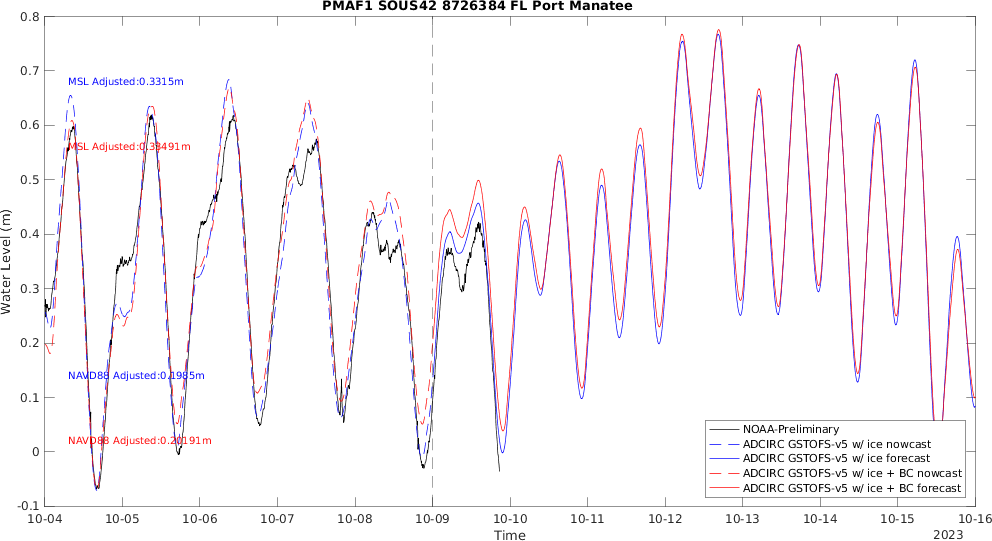 PMAF1 SOUS42 8726384 FL Port Manatee
0.8
0.7
0.6
0.5
0.4
0.3
0.2
0.1
0
-0.1
Water Level (m)
MSL Adjusted:0.3315m
MSL Adjusted:0.33491m
NAVD88 Adjusted:0.1985m
NAVD88 Adjusted:0.20191m
NOAA-Preliminary
ADCIRC GSTOFS-v5 w/ ice nowcast
ADCIRC GSTOFS-v5 w/ ice forecast
ADCIRC GSTOFS-v5 w/ ice + BC nowcast
ADCIRC GSTOFS-v5 w/ ice + BC forecast
10-04 10-05 10-06 10-07 10-08 10-09 10-10 10-11 10-12 10-13 10-14 10-15 10-16
Time
2023